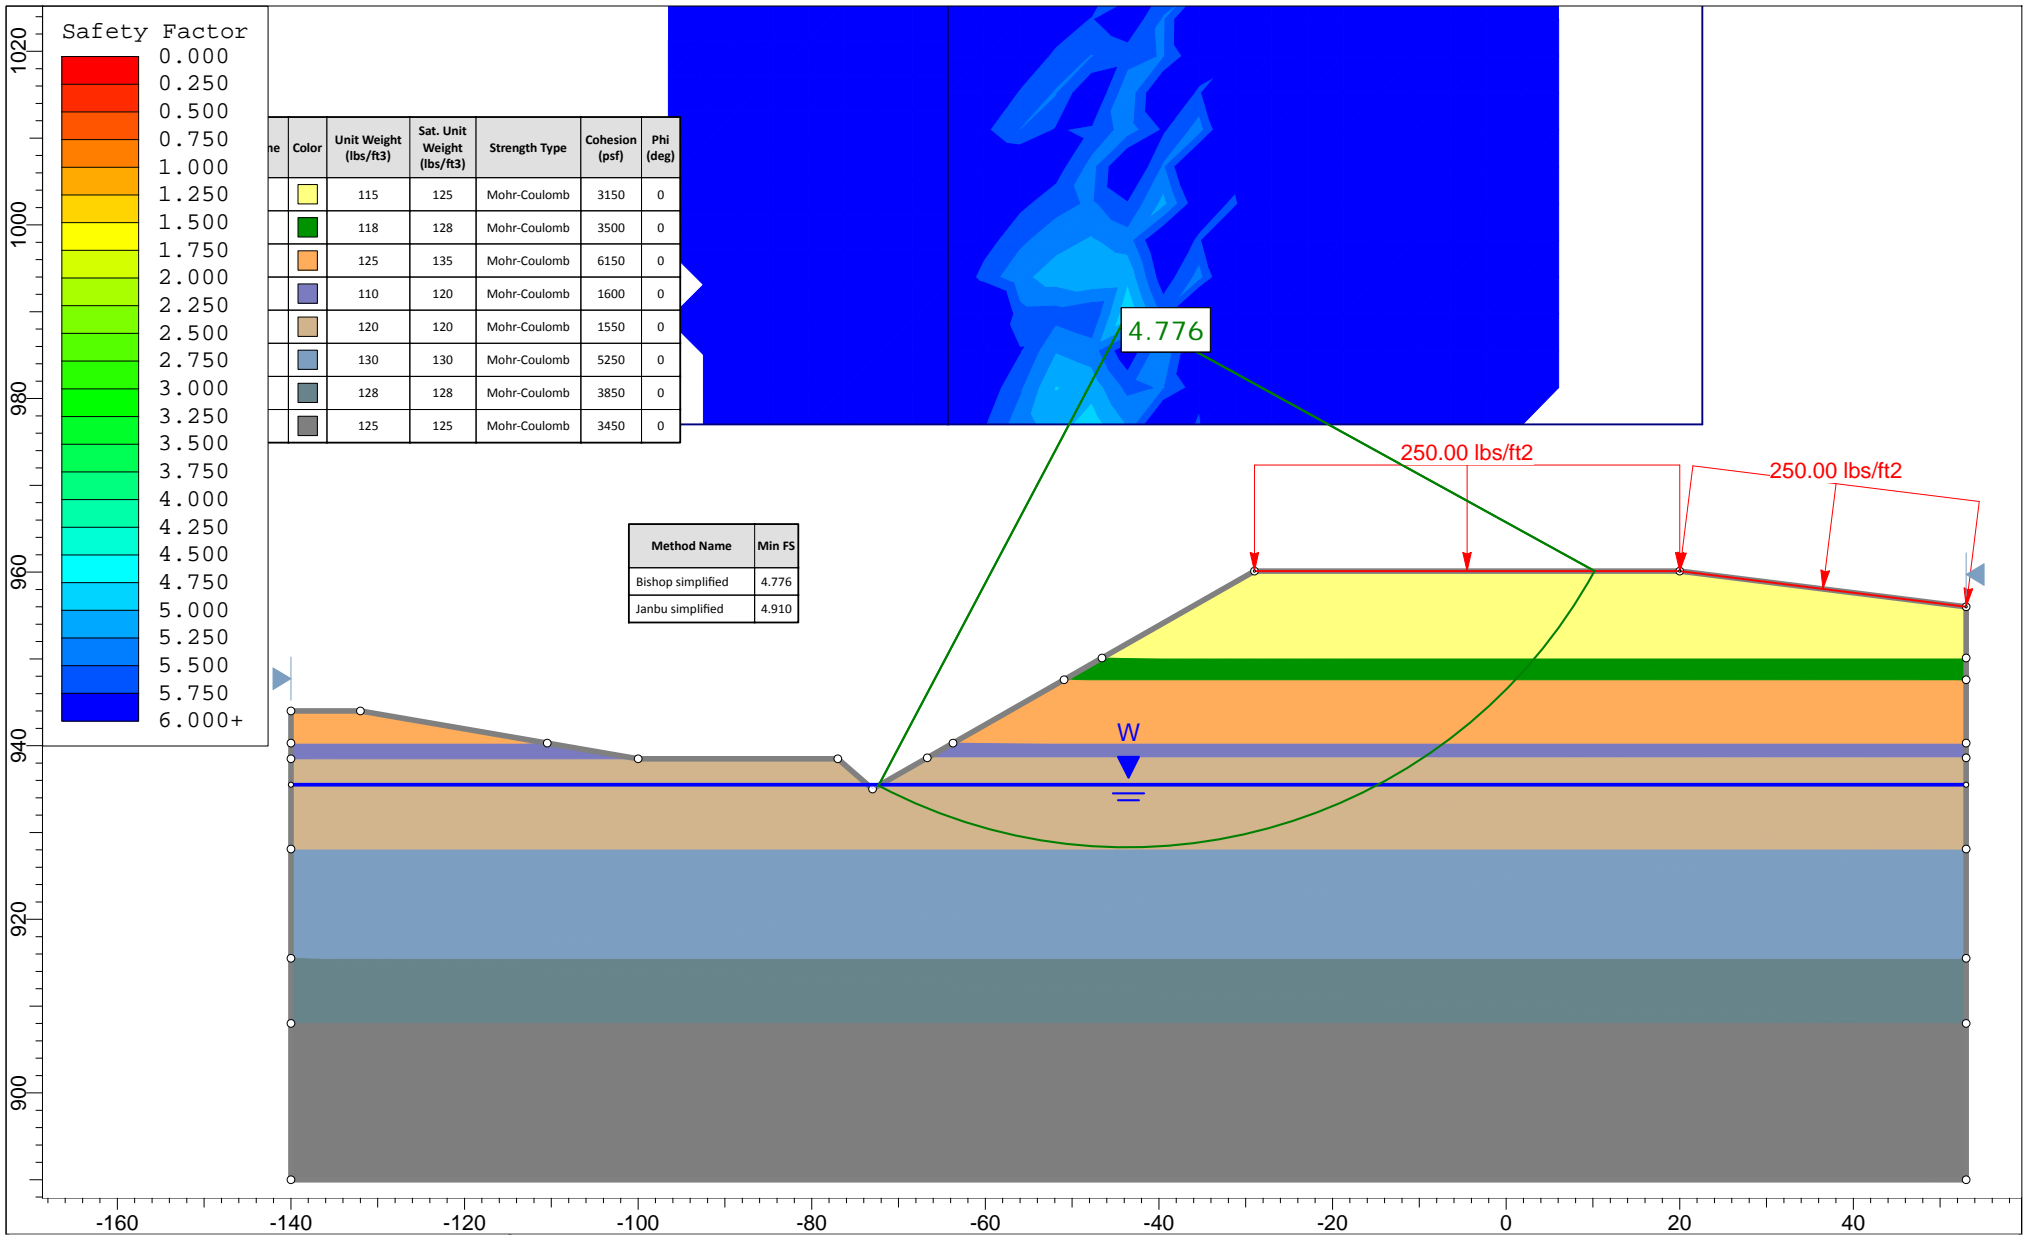 Safety Factor
0.000
0.250
0.500
0.750
1.000
1.250
1.500
1.750
2.000
2.250
2.500
2.750
3.000
3.250
3.500
3.750
4.000
4.250
4.500
4.750
5.000
5.250
5.500
5.750
6.000+
ne Color Unit Weight (lbs/ft3) Sat. Unit Weight (lbs/ft3) Strength Type Cohesion (psf) Phi (deg)
115 125 Mohr-Coulomb 3150 0
118 128 Mohr-Coulomb 3500 0
125 135 Mohr-Coulomb 6150 0
110 120 Mohr-Coulomb 1600 0
120 120 Mohr-Coulomb 1550 0
130 130 Mohr-Coulomb 5250 0
128 128 Mohr-Coulomb 3850 0
125 125 Mohr-Coulomb 3450 0
4.776
250.00 lbs/ft2
250.00 lbs/ft2
Method Name Min FS
Bishop simplified 4.776
Janbu simplified 4.910
W
1020
1000
980
960
940
920
900
-160 -140 -120 -100 -80 -60 -40 -20 0 20 40